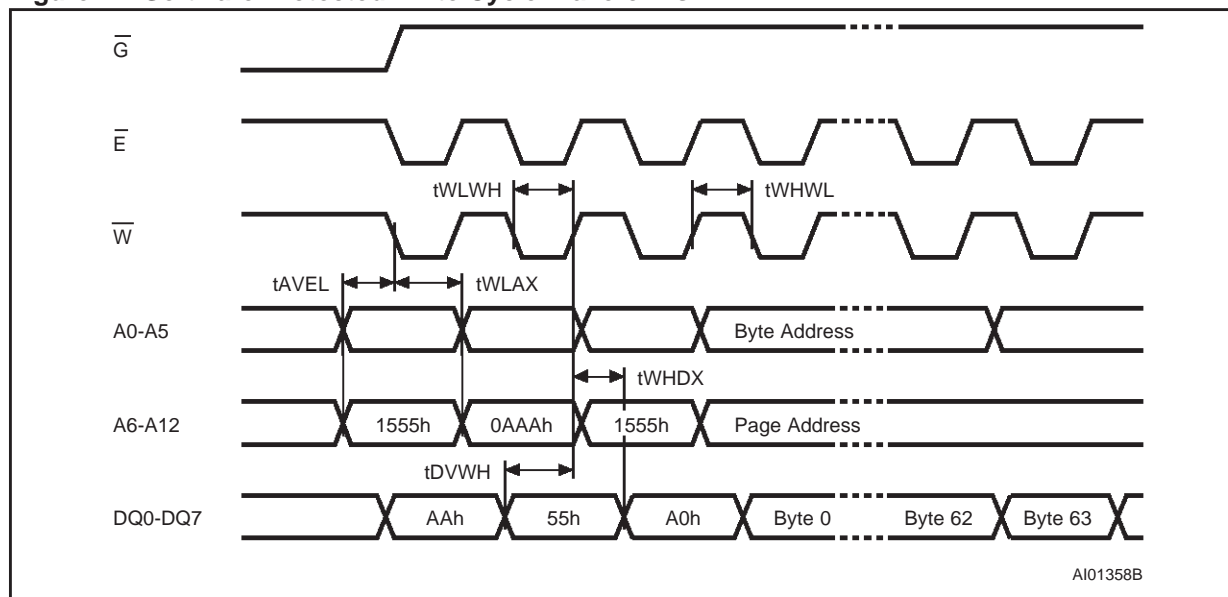 G
E
tWLWH
tWHWL
W
tAVEL
tWLAX
A0-A5
Byte Address
tWHDX
A6-A12
1555h
0AAAh
1555h
Page Address
tDVWH
DQ0-DQ7
AAh
55h
A0h
Byte 0
Byte 62
Byte 63
AI01358B